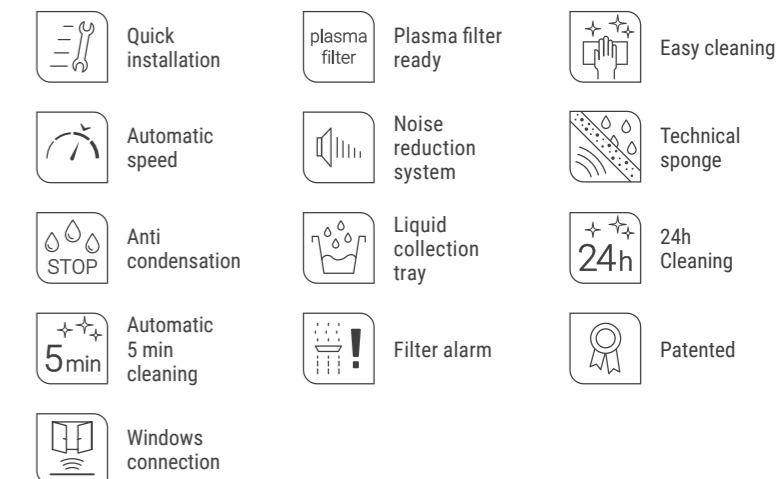 Quick
installation
plasma
filter
Plasma filter
ready
Easy cleaning
Automatic
speed
Noise
reduction
system
Technical
sponge
STOP
Anti
condensation
Liquid
collection
tray
24h
24h
Cleaning
5min
Automatic
5 min
cleaning
!
Filter alarm
Patented
Windows
connection